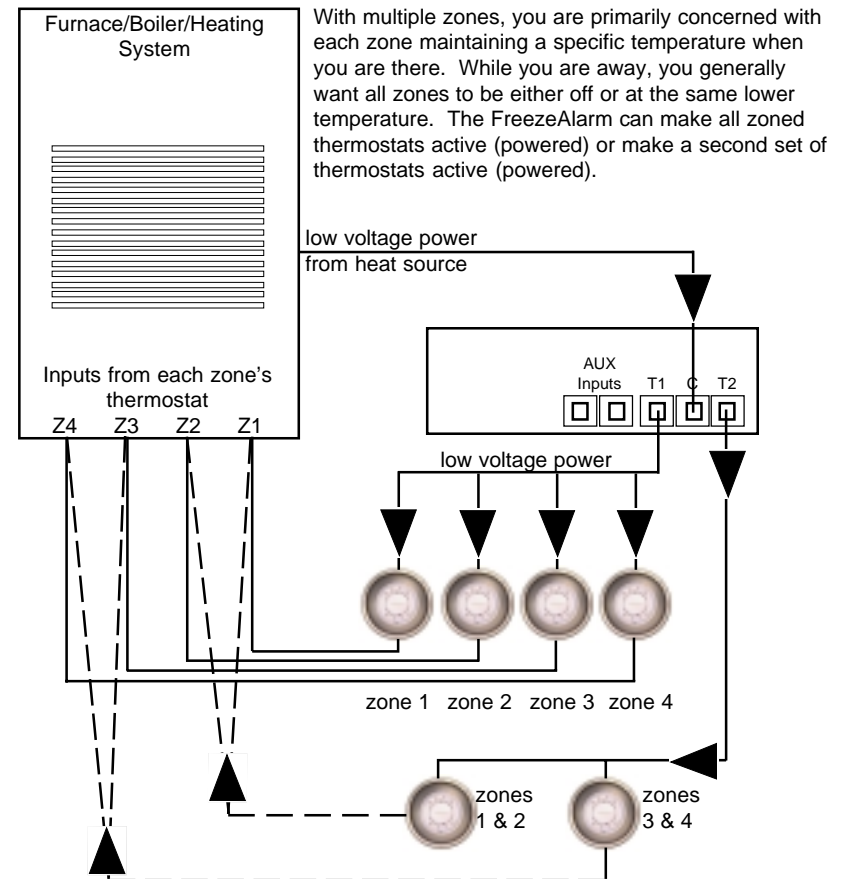 Furnace/Boiler/Heating
System
With multiple zones, you are primarily concerned with
each zone maintaining a specific temperature when
you are there. While you are away, you generally
want all zones to be either off or at the same lower
temperature. The FreezeAlarm can make all zoned
thermostats active (powered) or make a second set of
thermostats active (powered).
low voltage power
from heat source
AUX
Inputs T1 C T2
Inputs from each zone's
thermostat
Z4 Z3 Z2 Z1
low voltage power
zone 1 zone 2 zone 3 zone 4
zones
1 & 2
zones
3 & 4